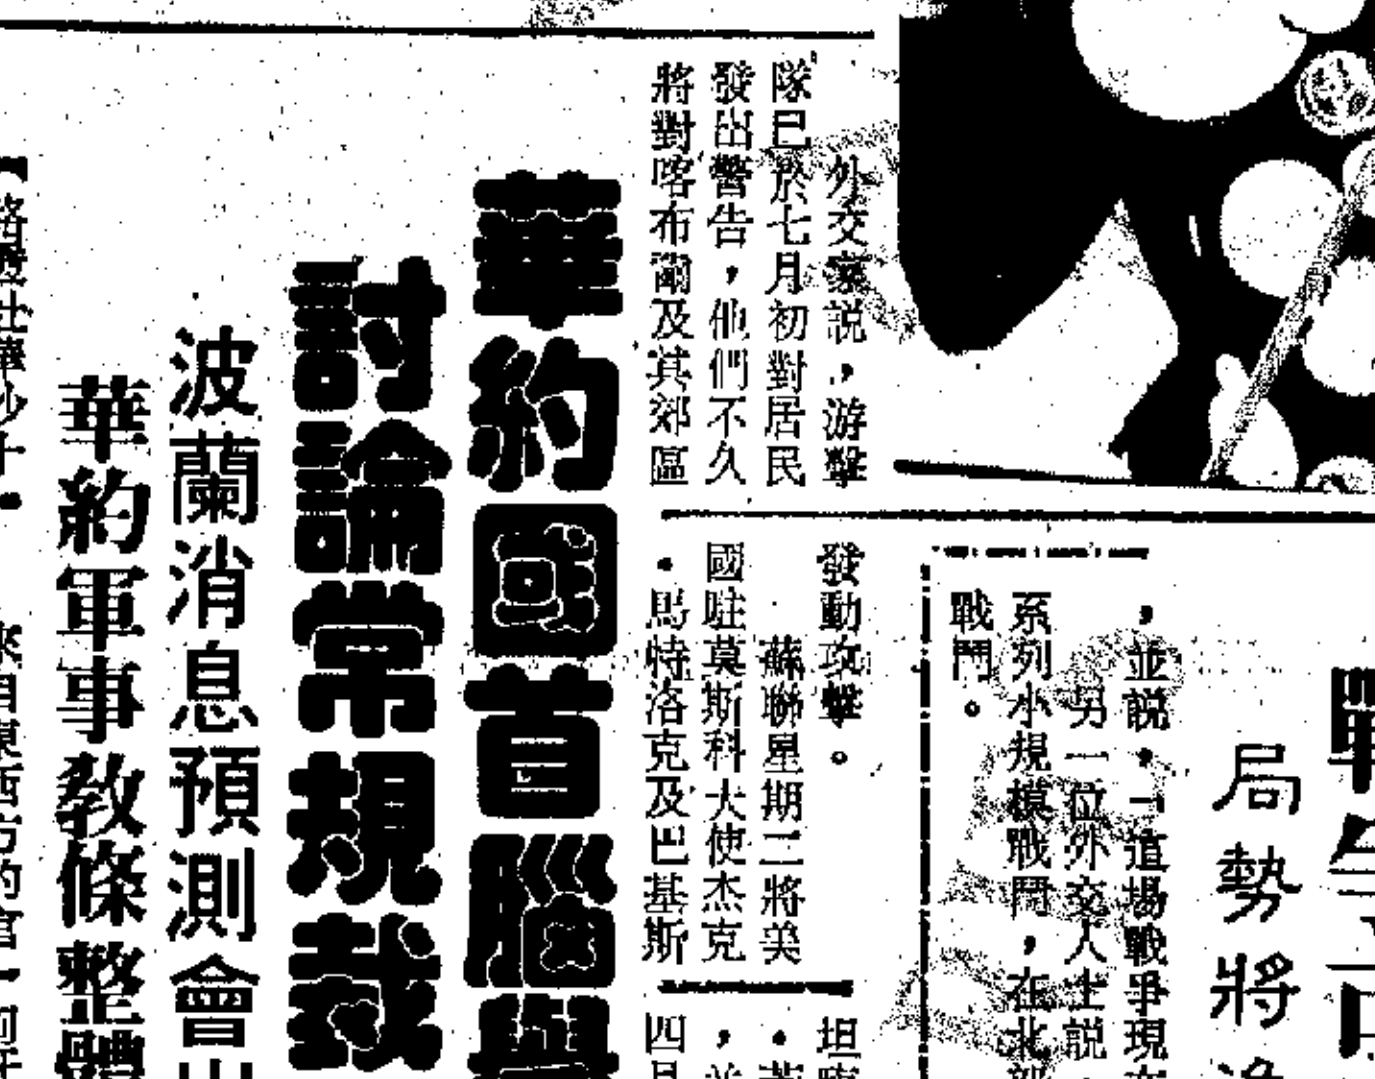 外交家説，游擊
隊已於七月初對居民
發出警告，他們不久
將對喀布爾及其郊區
發動攻擊。
蘇聯星期二將美
國駐莫斯科大使杰克
・馬特洛克及巴基斯
，並説，「這場戰爭現
另一位外交人士説
系列小規模戰鬥，在北
戰鬥。
局勢將
華約國首腦
討論常規裁
波蘭消息預測會
華約軍事教條整體